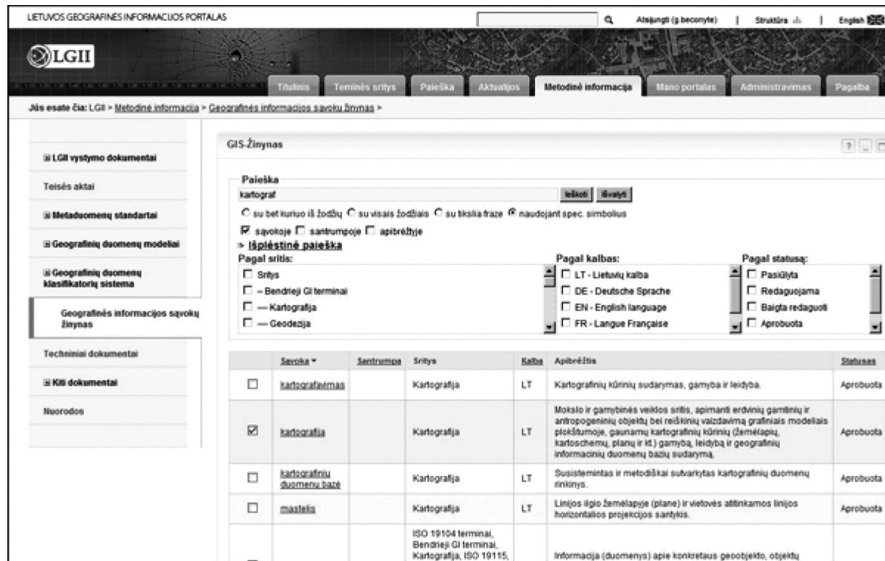 LIETUVOS GEOGRAFINĖS INFORMACIJOS PORTALAS
Atsijungti (g.beconyte) | Struktūra | English
LGII
Titulinis Teminės sritys Paieška Aktualijos Metodinė informacija Mano portalas Administravimas Pagalba
Jūs esate čia: LGII > Metodinė informacija > Geografinės informacijos sąvokų žinynas >
LGII vystymo dokumentai
Teisės aktai
Metaduomenų standartai
Geografinių duomenų modeliai
Geografinių duomenų
klasifikatorių sistema
Geografinės informacijos sąvokų
žinynas
Techniniai dokumentai
Kiti dokumentai
Nuorodos
GIS-Žinynas
Paieška
kartograf
Ieškoti Išvalyti
su bet kuriuo iš žodžių su visais žodžiais su tikslia fraze naudojant spec. simbolius
sąvokoje santrumpoje apibrėžtyje
» Išplėstinė paieška
Pagal sritis: Pagal kalbas: Pagal statusą:
Sritys LT - Lietuvių kalba Pasiūlyta
– Bendrieji GI terminai DE - Deutsche Sprache Redaguojama
–– Kartografija EN - English language Baigta redaguoti
–– Geodezija FR - Langue Française Aprobuota
Sąvoka Santrumpa Sritys Kalba Apibrėžtis Statusas
kartografavimas Kartografija LT Kartografinių kūrinių sudarymas, gamyba ir leidyba. Aprobuota
Mokslo ir gamybinės veiklos sritis, apimanti erdvinių gamtinių ir
antropogeninių objektų bei reiškinių vaizdavimą grafiniais modeliais
kartografija Kartografija LT plokštumoje, gaunamų kartografinių kūrinių (žemėlapių, Aprobuota
kartoschemų, planų ir kt.) gamybą, leidybą ir geografinių
informacinių duomenų bazių sudarymą.
kartografinių
duomenų bazė Kartografija LT Susistemintas ir metodiškai sutvarkytas kartografinių duomenų
rinkinys. Aprobuota
mastelis Kartografija LT Linijos ilgio žemėlapyje (plane) ir vietovės atitinkamos linijos
horizontalios projekcijos santykis. Aprobuota
ISO 19104 terminai,
Bendrieji GI terminai,
Kartografija, ISO 19115,
Informacija (duomenys) apie konkretaus geoobjekto, objektų